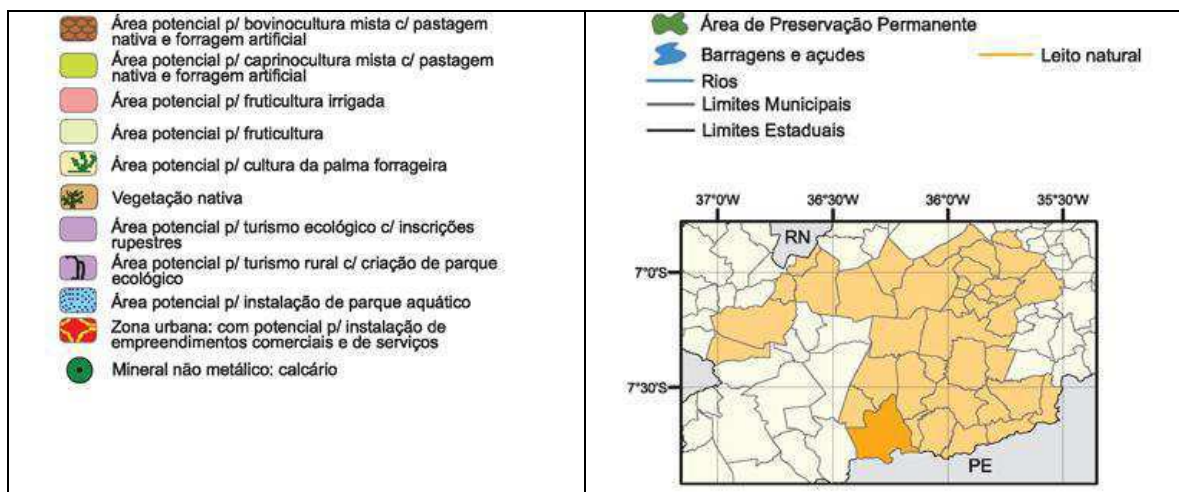 Área potencial p/ bovinocultura mista c/ pastagem
nativa e forragem artificial
Área potencial p/ caprinocultura mista c/ pastagem
nativa e forragem artificial
Área potencial p/ fruticultura irrigada
Área potencial p/ fruticultura
Área potencial p/ cultura da palma forrageira
Vegetação nativa
Área potencial p/ turismo ecológico c/ inscrições
rupestres
Área potencial p/ turismo rural c/ criação de parque
ecológico
Área potencial p/ instalação de parque aquático
Zona urbana: com potencial p/ instalação de
empreendimentos comerciais e de serviços
Mineral não metálico: calcário
Área de Preservação Permanente
Barragens e açudes
Leito natural
Rios
Limites Municipais
Limites Estaduais
37°0'W 36°30'W 36°0'W 35°30'W
RN
7°0'S
7°30'S
PE